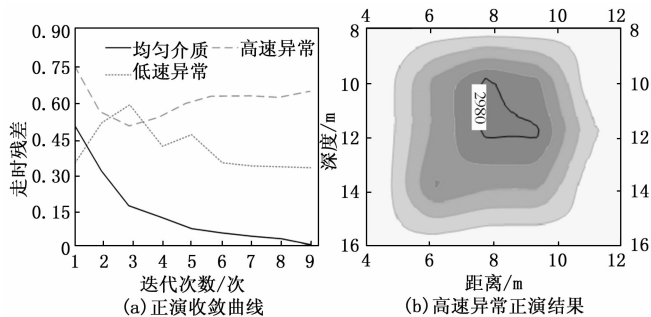 0.90
0.75
0.60
0.45
0.30
0.15
0
走时残差
均匀介质
高速异常
低速异常
1 2 3 4 5 6 7 8 9
迭代次数/次
(a)正演收敛曲线
4 6 8 10 12
8
10
12
14
16
深度/m
2980
8
10
12
14
16
4 6 8 10 12
距离/m
(b)高速异常正演结果